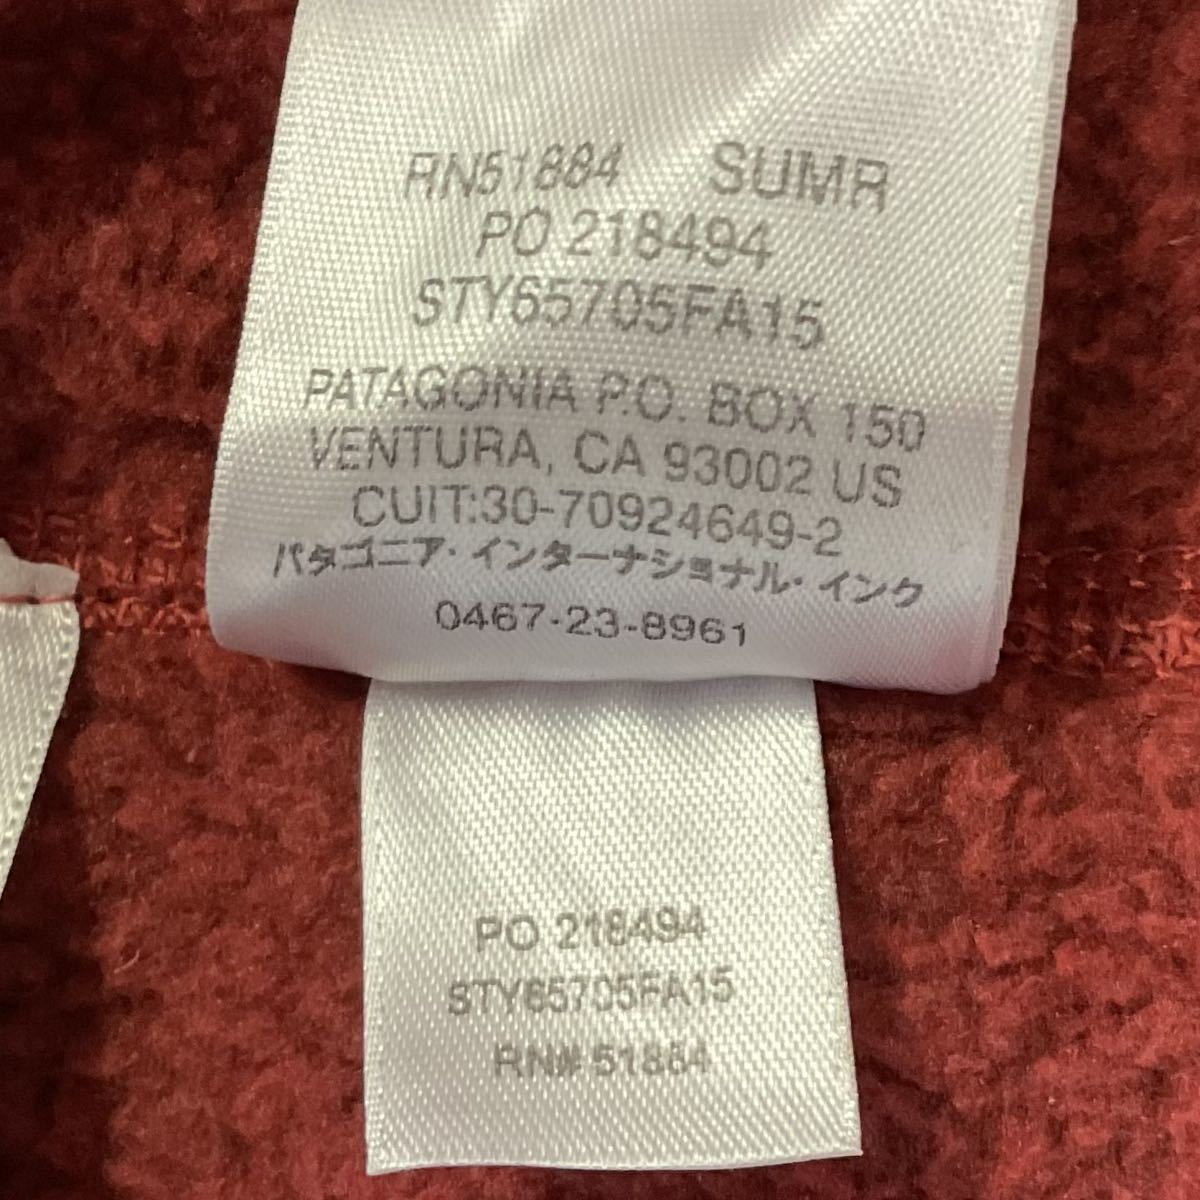 RN51884 SUMR
PO 218494
STY65705FA15
PATAGONIA P.O. BOX 150
VENTURA, CA 93002 US
CUIT:30-70924649-2
パタゴニア・インターナショナル・インク
0467-23-8961
PO 218494
STY65705FA15
RN# 51884